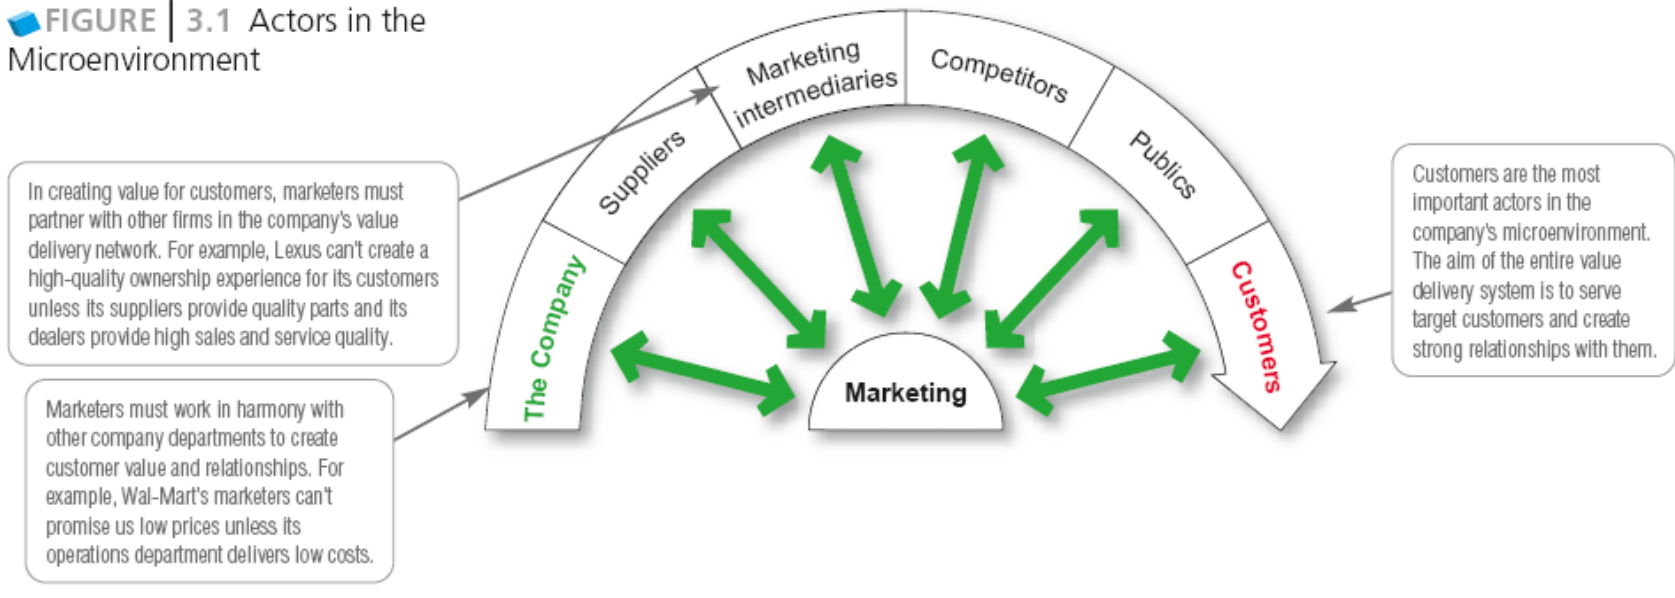 FIGURE | 3.1 Actors in the
Microenvironment
In creating value for customers, marketers must
partner with other firms in the company's value
delivery network. For example, Lexus can't create a
high-quality ownership experience for its customers
unless its suppliers provide quality parts and its
dealers provide high sales and service quality.
Marketers must work in harmony with
other company departments to create
customer value and relationships. For
example, Wal-Mart's marketers can't
promise us low prices unless its
operations department delivers low costs.
The Company
Suppliers
Marketing
intermediaries
Competitors
Publics
Customers
Marketing
Customers are the most
important actors in the
company's microenvironment.
The aim of the entire value
delivery system is to serve
target customers and create
strong relationships with them.